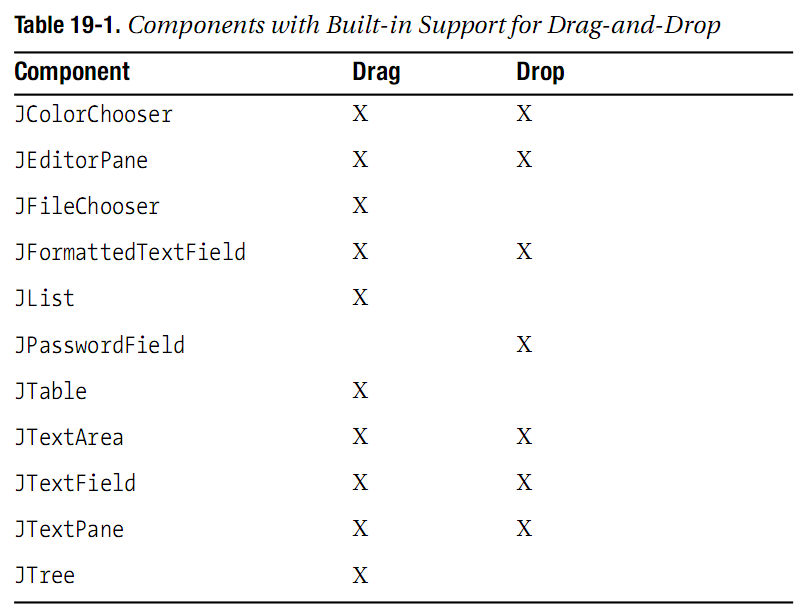 Table 19-1. Components with Built-in Support for Drag-and-Drop
Component Drag Drop
JColorChooser X X
JEditorPane X X
JFileChooser X
JFormattedTextField X X
JList X
JPasswordField X
JTable X
JTextArea X X
JTextField X X
JTextPane X X
JTree X